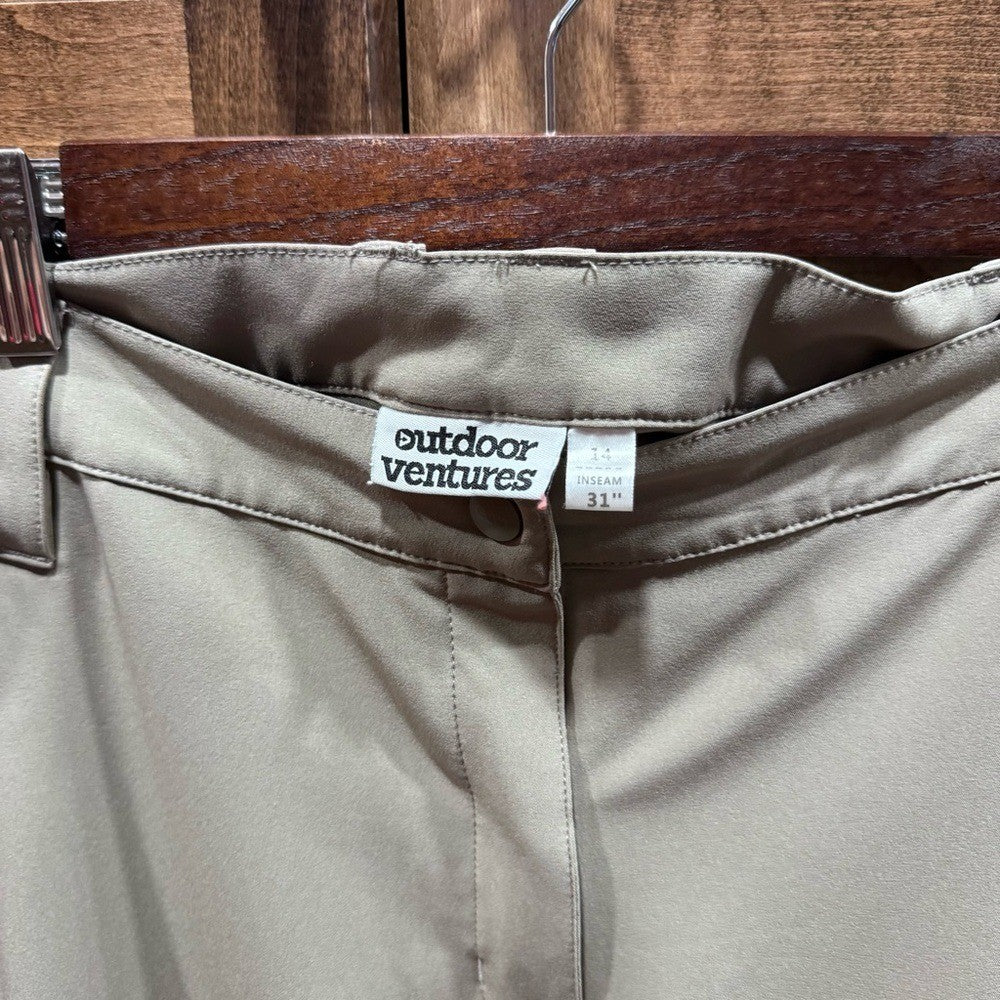 outdoor
ventures
14
INSEAM
31"